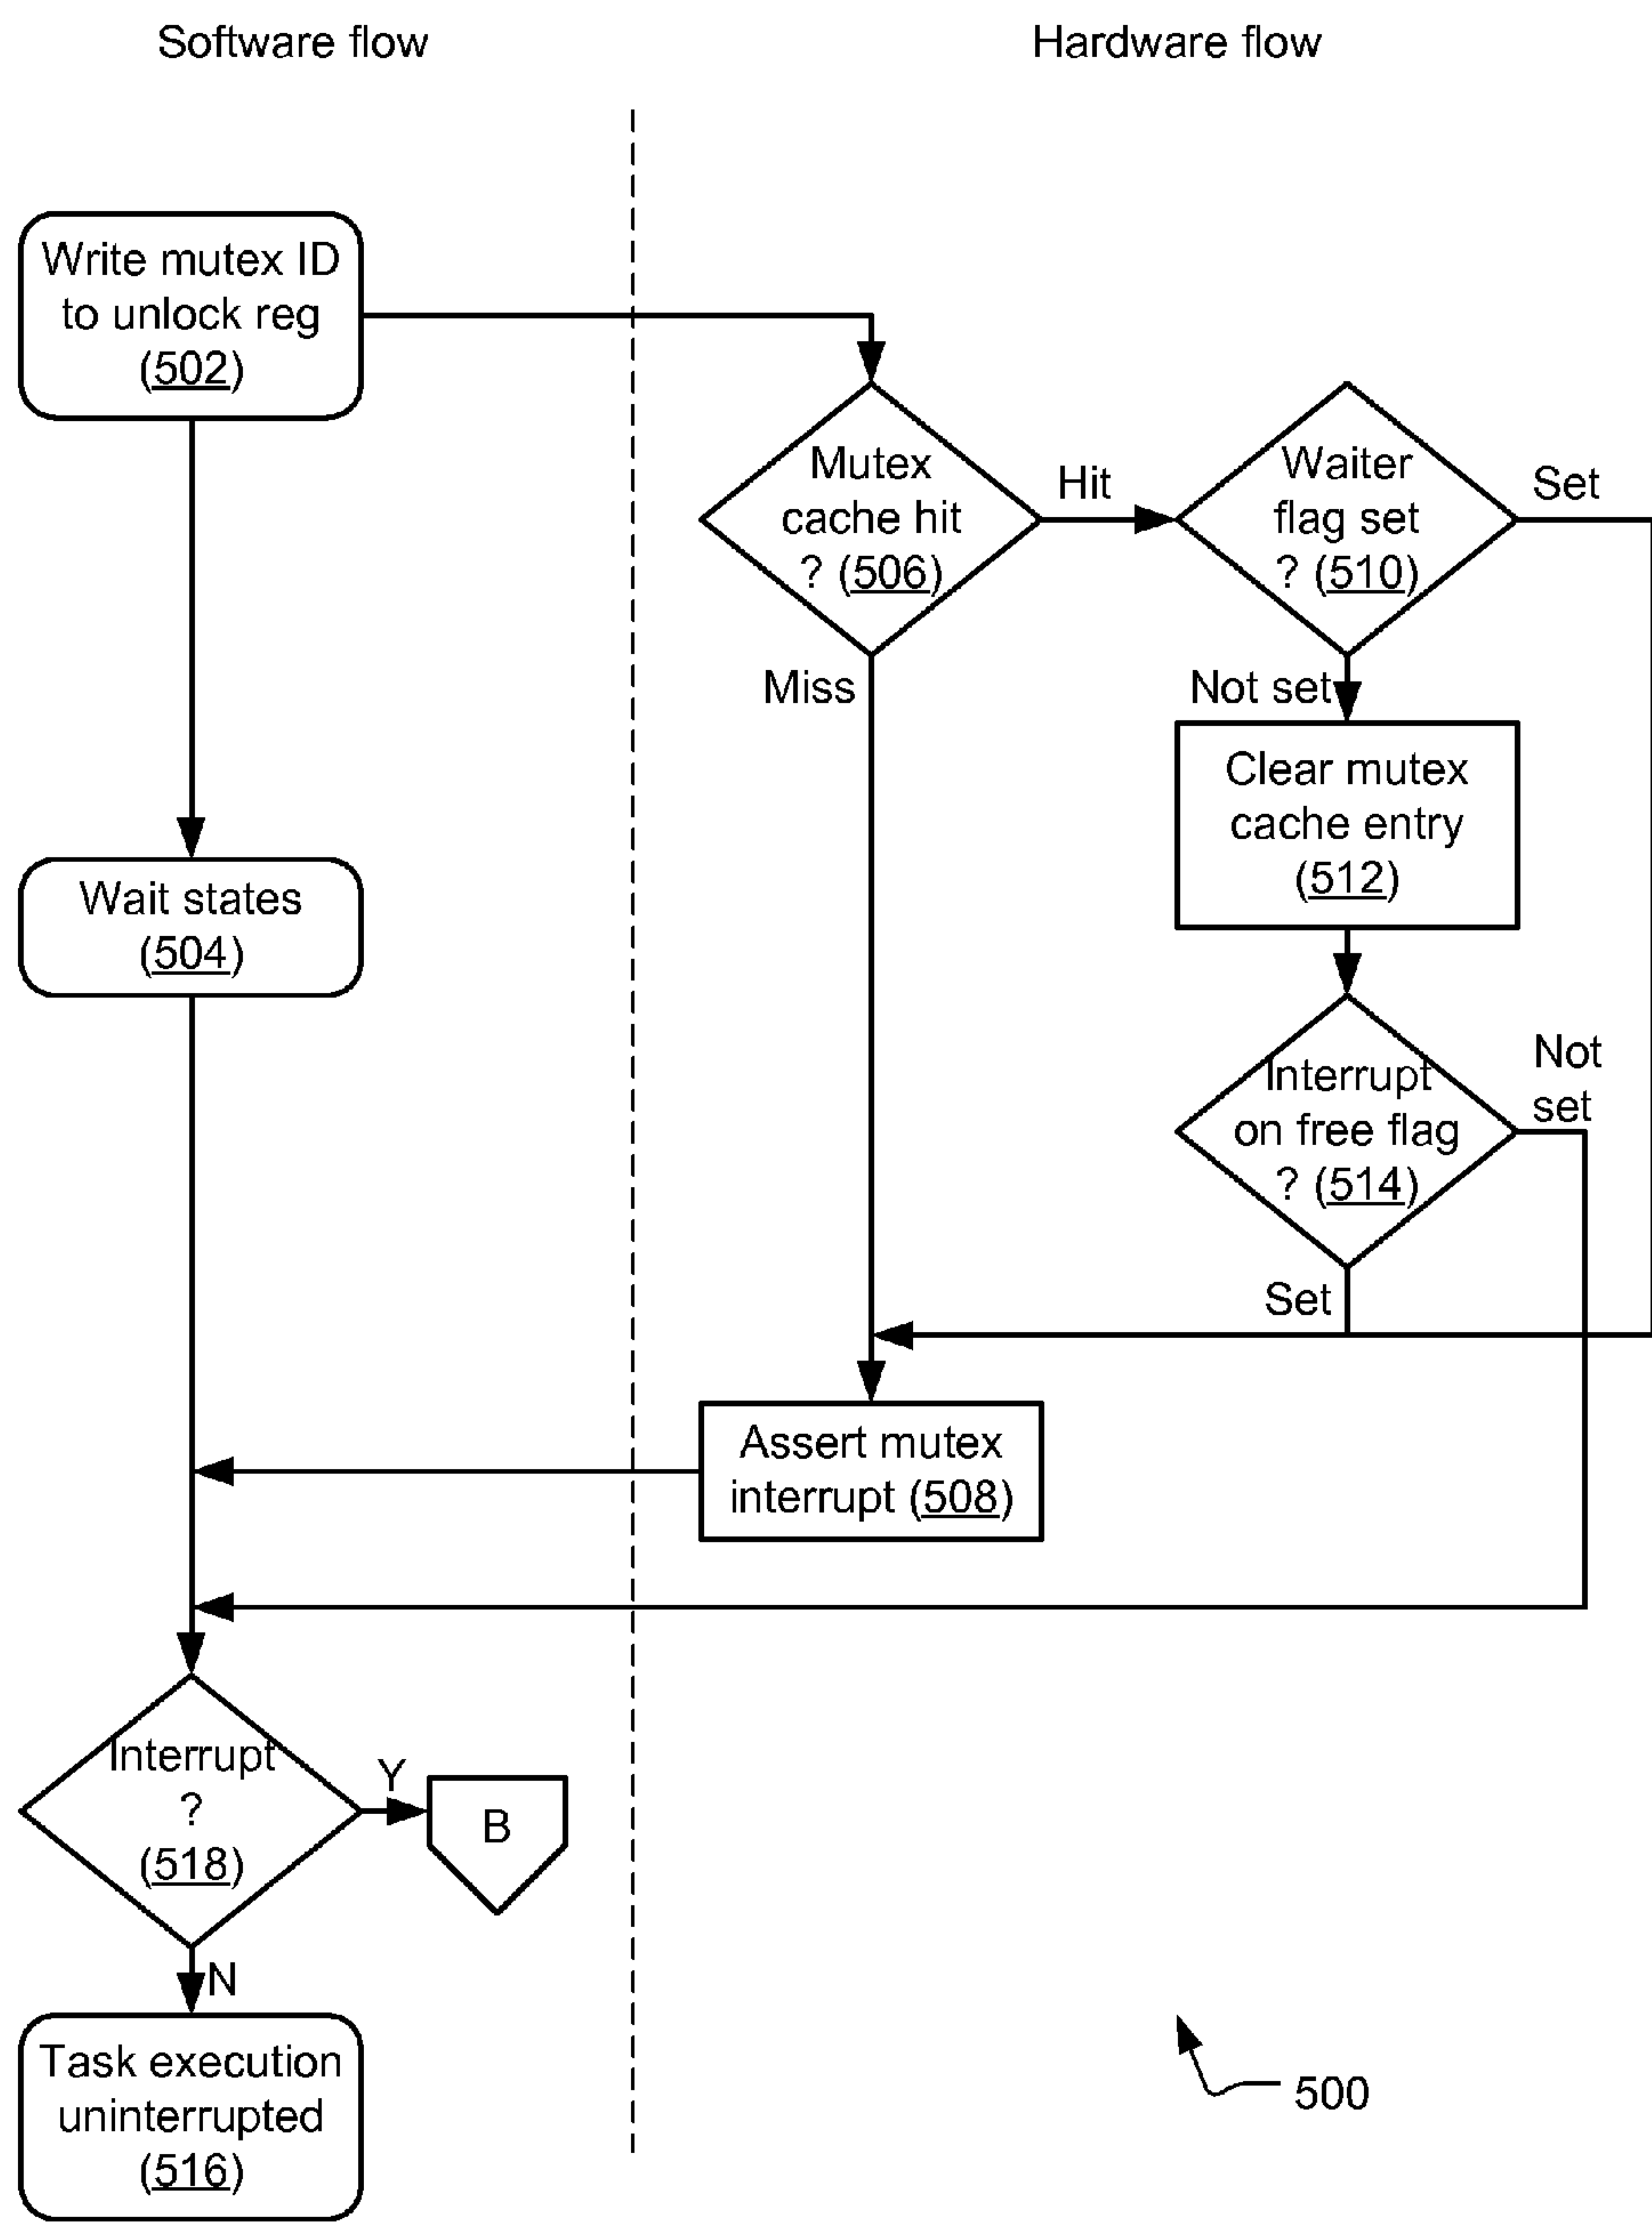 Software flow
Hardware flow
Write mutex ID
to unlock reg
(502)
Mutex
cache hit
? (506)
Hit
Waiter
flag set
? (510)
Set
Miss
Not set
Clear mutex
cache entry
(512)
Wait states
(504)
Interrupt
on free flag
? (514)
Not
set
Set
Assert mutex
interrupt (508)
Interrupt
?
(518)
Y
B
N
Task execution
uninterrupted
(516)
500